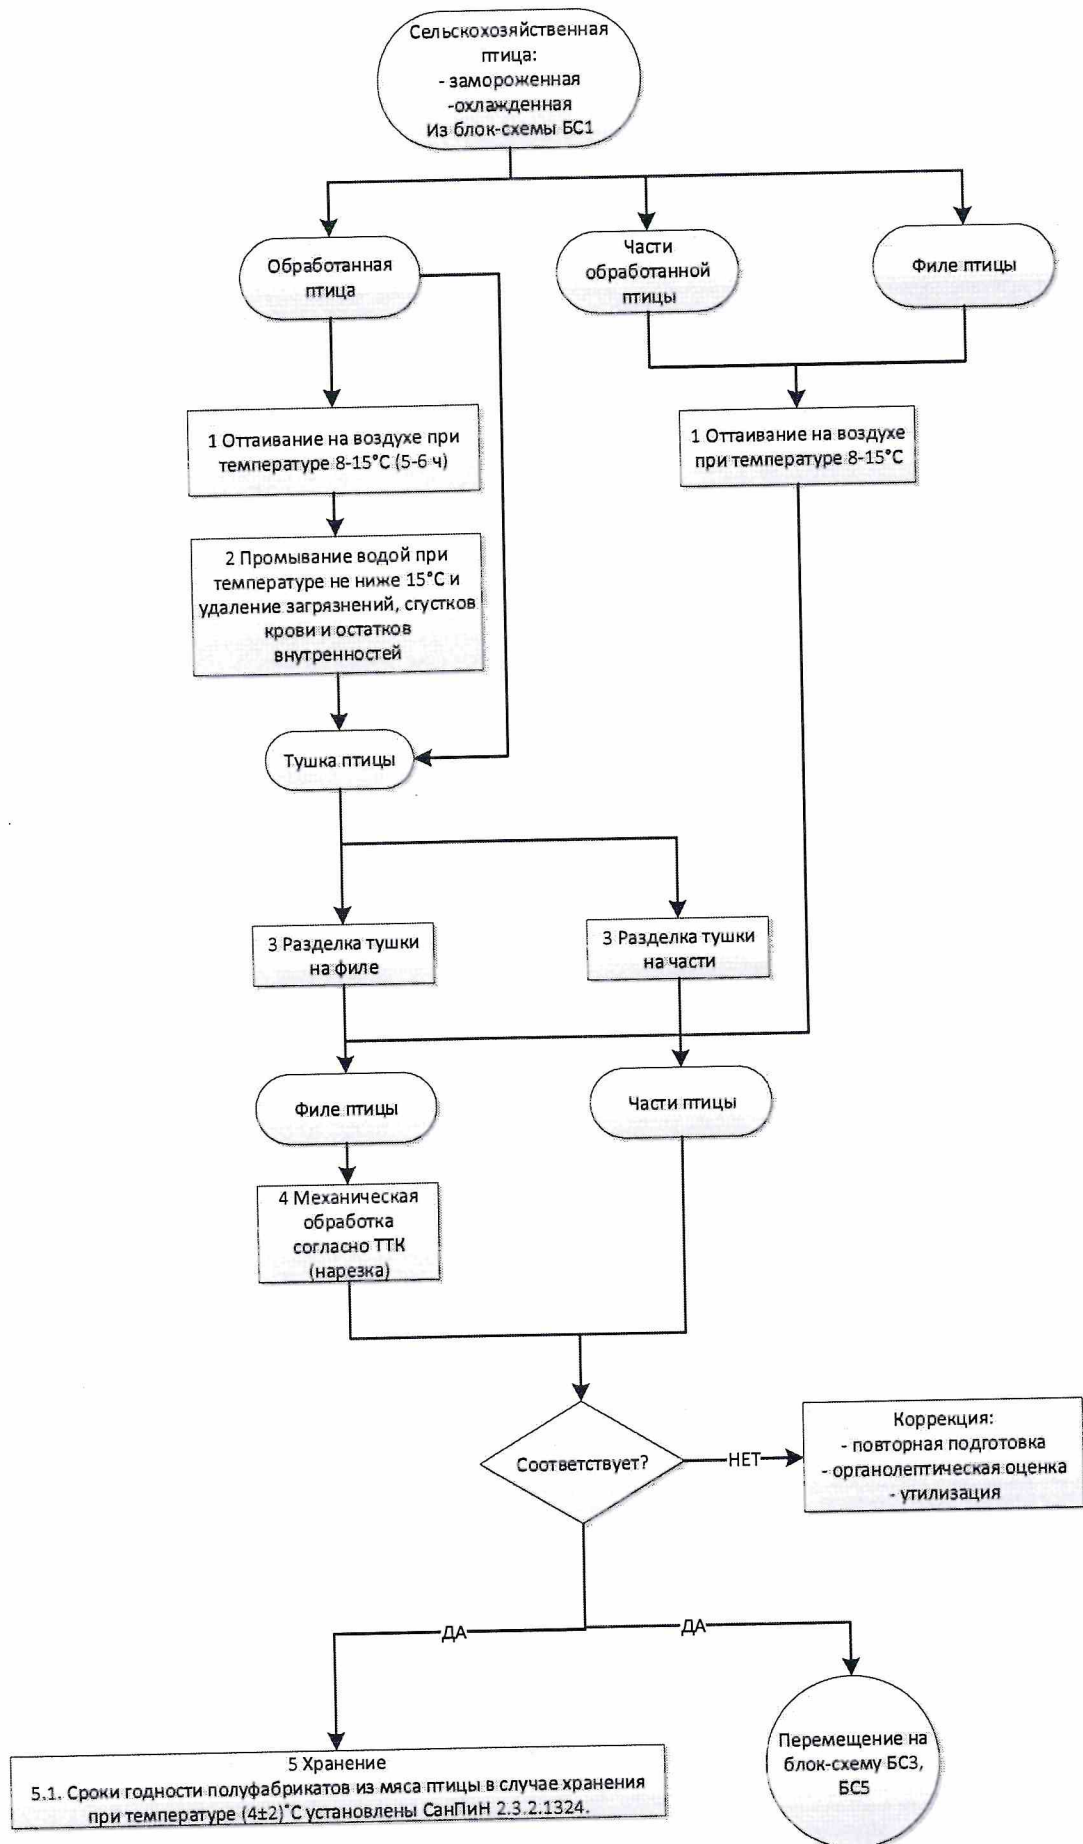 Сельскохозяйственная
птица:
- замороженная
-охлажденная
Из блок-схемы БС1
Обработанная
птица
Части
обработанной
птицы
Филе птицы
1 Оттаивание на воздухе при
температуре 8-15°С (5-6 ч)
1 Оттаивание на воздухе
при температуре 8-15°С
2 Промывание водой при
температуре не ниже 15°С и
удаление загрязнений, сгустков
крови и остатков
внутренностей
Тушка птицы
3 Разделка тушки
на филе
3 Разделка тушки
на части
Филе птицы
Части птицы
4 Механическая
обработка
согласно ТТК
(нарезка)
Соответствует?
НЕТ
Коррекция:
- повторная подготовка
- органолептическая оценка
- утилизация
ДА
ДА
5 Хранение
5.1. Сроки годности полуфабрикатов из мяса птицы в случае хранения
при температуре (4±2)°С установлены СанПиН 2.3.2.1324.
Перемещение на
блок-схему БС3,
БС5